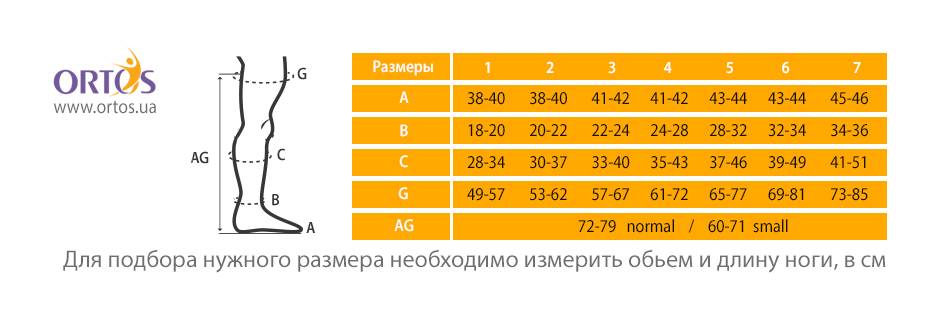 ORTOS
www.ortos.ua
G
AG
C
B
A
Размеры 1 2 3 4 5 6 7
A 38-40 38-40 41-42 41-42 43-44 43-44 45-46
B 18-20 20-22 22-24 24-28 28-32 32-34 34-36
C 28-34 30-37 33-40 35-43 37-46 39-49 41-51
G 49-57 53-62 57-67 61-72 65-77 69-81 73-85
AG 72-79 normal / 60-71 small
Для подбора нужного размера необходимо измерить обьем и длину ноги, в см